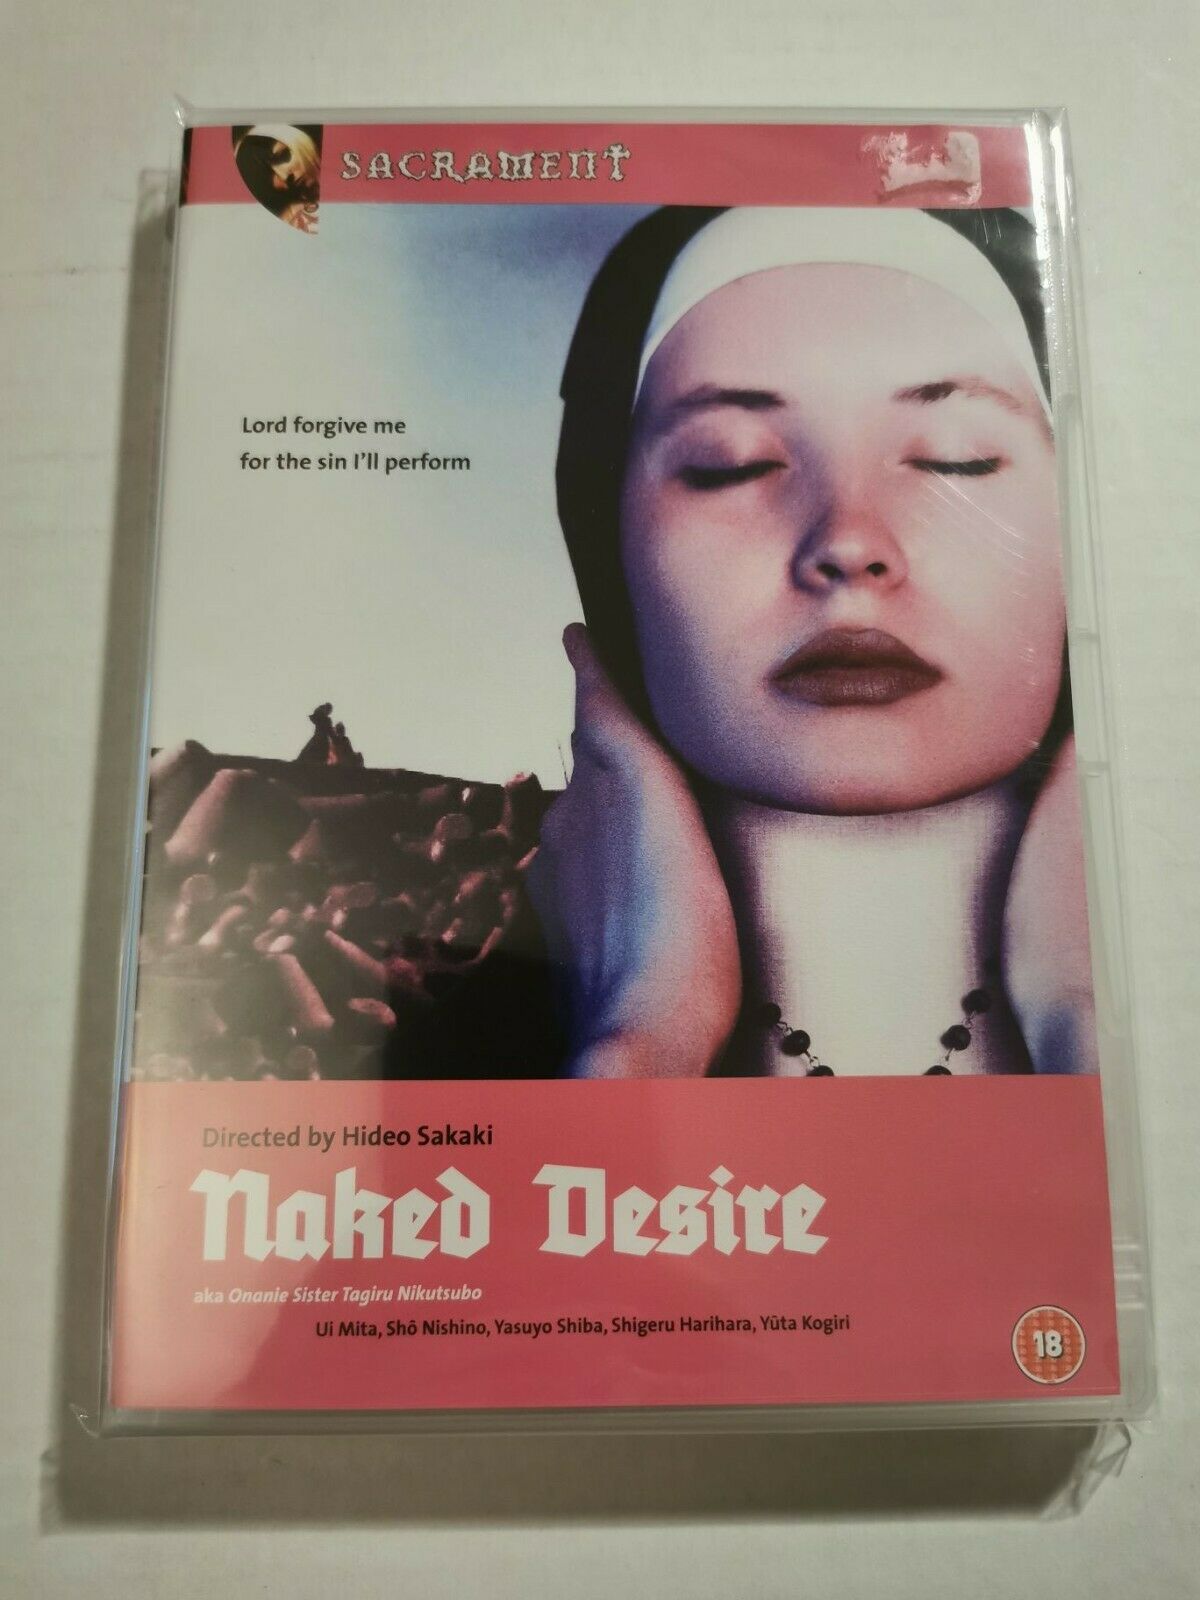 SACRAMENT
Lord forgive me
for the sin I'll perform
Directed by Hideo Sakaki
Naked Desire
aka Onanie Sister Tagiru Nikutsubo
Ui Mita, Shô Nishino, Yasuyo Shiba, Shigeru Harihara, Yūta Kogiri
18